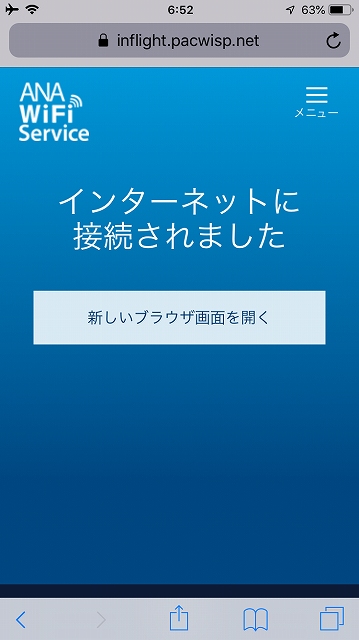 6:52
63%
inflight.pacwisp.net
ANA
WiFi
Service
メニュー
インターネットに
接続されました
新しいブラウザ画面を開く